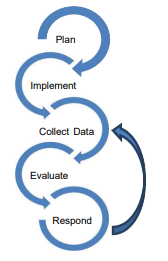 Plan
Implement
Collect Data
Evaluate
Respond